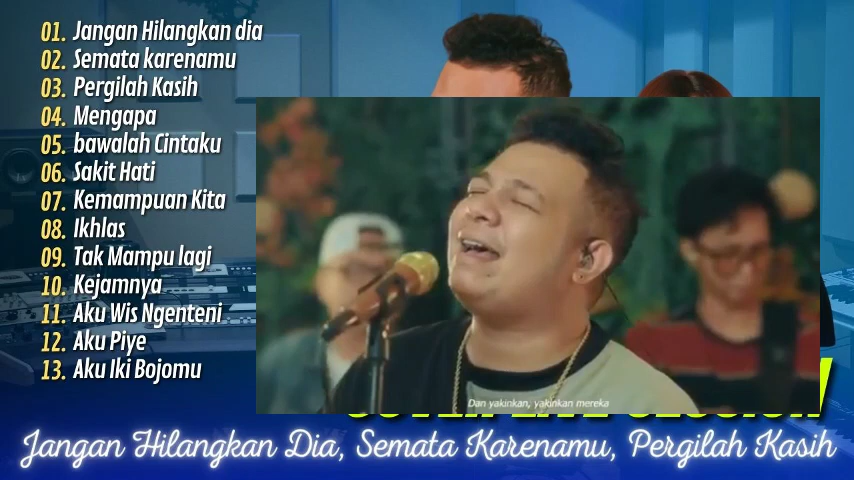 01. Jangan Hilangkan dia
02. Semata karenamu
03. Pergilah Kasih
04. Mengapa
05. bawalah Cintaku
06. Sakit Hati
07. Kemampuan Kita
08. Ikhlas
09. Tak Mampu lagi
10. Kejamnya
11. Aku Wis Ngenteni
12. Aku Piye
13. Aku Iki Bojomu
Dan yakinkan, yakinkan mereka
Jangan Hilangkan Dia, Semata Karenamu, Pergilah Kasih